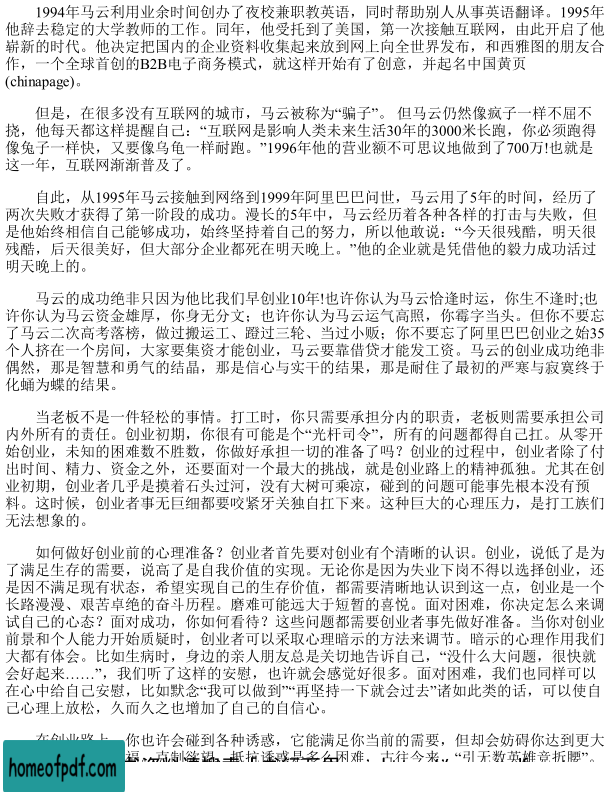 1994年马云利用业余时间创办了夜校兼职教英语，同时帮助别人从事英语翻译。1995年
他辞去稳定的大学教师的工作。同年，他受托到了美国，第一次接触互联网，由此开启了他
崭新的时代。他决定把国内的企业资料收集起来放到网上向全世界发布，和西雅图的朋友合
作，一个全球首创的B2B电子商务模式，就这样开始有了创意，并起名中国黄页
(chinapage)。
但是，在很多没有互联网的城市，马云被称为“骗子”。 但马云仍然像疯子一样不屈不
挠，他每天都这样提醒自己：“互联网是影响人类未来生活30年的3000米长跑，你必须跑得
像兔子一样快，又要像乌龟一样耐跑。”1996年他的营业额不可思议地做到了700万!也就是
这一年，互联网渐渐普及了。
自此，从1995年马云接触到网络到1999年阿里巴巴问世，马云用了5年的时间，经历了
两次失败才获得了第一阶段的成功。漫长的5年中，马云经历着各种各样的打击与失败，但
是他始终相信自己能够成功，始终坚持着自己的努力，所以他敢说：“今天很残酷，明天很
残酷，后天很美好，但大部分企业都死在明天晚上。”他的企业就是凭借他的毅力成功活过
明天晚上的。
马云的成功绝非只因为他比我们早创业10年!也许你认为马云恰逢时运，你生不逢时;也
许你认为马云资金雄厚，你身无分文；也许你认为马云运气高照，你霉字当头。但你不要忘
了马云二次高考落榜，做过搬运工、蹬过三轮、当过小贩；你不要忘了阿里巴巴创业之始35
个人挤在一个房间，大家要集资才能创业，马云要靠借贷才能发工资。马云的创业成功绝非
偶然，那是智慧和勇气的结晶，那是信心与实干的结果，那是耐住了最初的严寒与寂寞终于
化蛹为蝶的结果。
当老板不是一件轻松的事情。打工时，你只需要承担分内的职责，老板则需要承担公司
内外所有的责任。创业初期，你很有可能是个“光杆司令”，所有的问题都得自己扛。从零开
始创业，未知的困难数不胜数，你做好承担一切的准备了吗？创业的过程中，创业者除了付
出时间、精力、资金之外，还要面对一个最大的挑战，就是创业路上的精神孤独。尤其在创
业初期，创业者几乎是摸着石头过河，没有大树可乘凉，碰到的问题可能事先根本没有预
料。这时候，创业者事无巨细都要咬紧牙关独自扛下来。这种巨大的心理压力，是打工族们
无法想象的。
如何做好创业前的心理准备？创业者首先要对创业有个清晰的认识。创业，说低了是为
了满足生存的需要，说高了是自我价值的实现。无论你是因为失业下岗不得以选择创业，还
是因不满足现有状态，希望实现自己的生存价值，都需要清晰地认识到这一点，创业是一个
长路漫漫、艰苦卓绝的奋斗历程。磨难可能远大于短暂的喜悦。面对困难，你决定怎么来调
试自己的心态？面对成功，你如何看待？这些问题都需要创业者事先做好准备。当你对创业
前景和个人能力开始质疑时，创业者可以采取心理暗示的方法来调节。暗示的心理作用我们
大都有体会。比如生病时，身边的亲人朋友总是关切地告诉自己，“没什么大问题，很快就
会好起来……”，我们听了这样的安慰，也许就会感觉好很多。面对困难，我们也同样可以
在心中给自己安慰，比如默念“我可以做到”“再坚持一下就会过去”诸如此类的话，可以使自
己心理上放松，久而久之也增加了自己的自信心。
在创业路上，你也许会碰到各种诱惑，它能满足你当前的需要，但却会妨碍你达到更大
homeofpdf.com